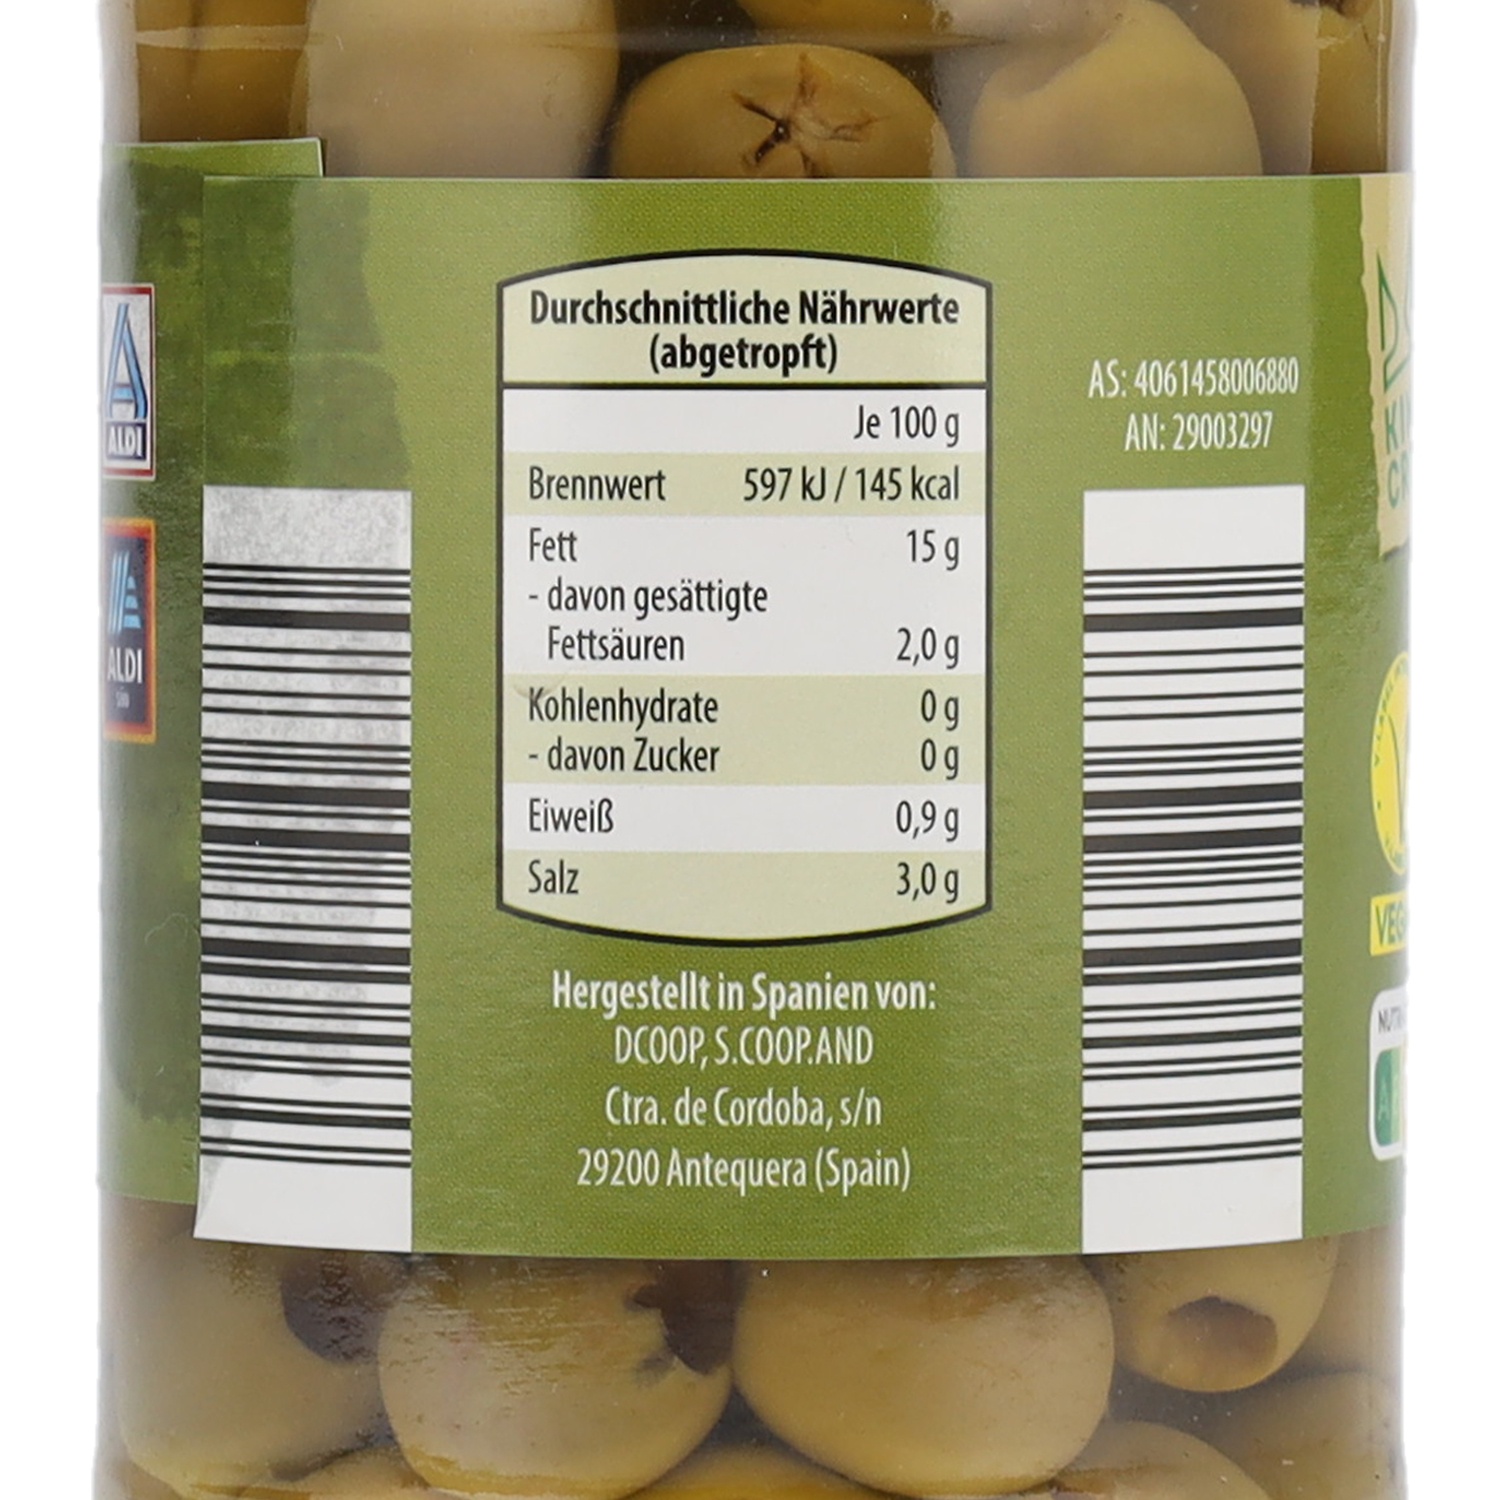 Durchschnittliche Nährwerte
(abgetropft)
Je 100 g
Brennwert 597 kJ / 145 kcal
Fett 15 g
- davon gesättigte
Fettsäuren 2,0 g
Kohlenhydrate 0 g
- davon Zucker 0 g
Eiweiß 0,9 g
Salz 3,0 g
Hergestellt in Spanien von:
DCOOP, S.COOP.AND
Ctra. de Cordoba, s/n
29200 Antequera (Spain)
AS: 4061458006880
AN: 29003297
ALDI
ALDI
SÜD